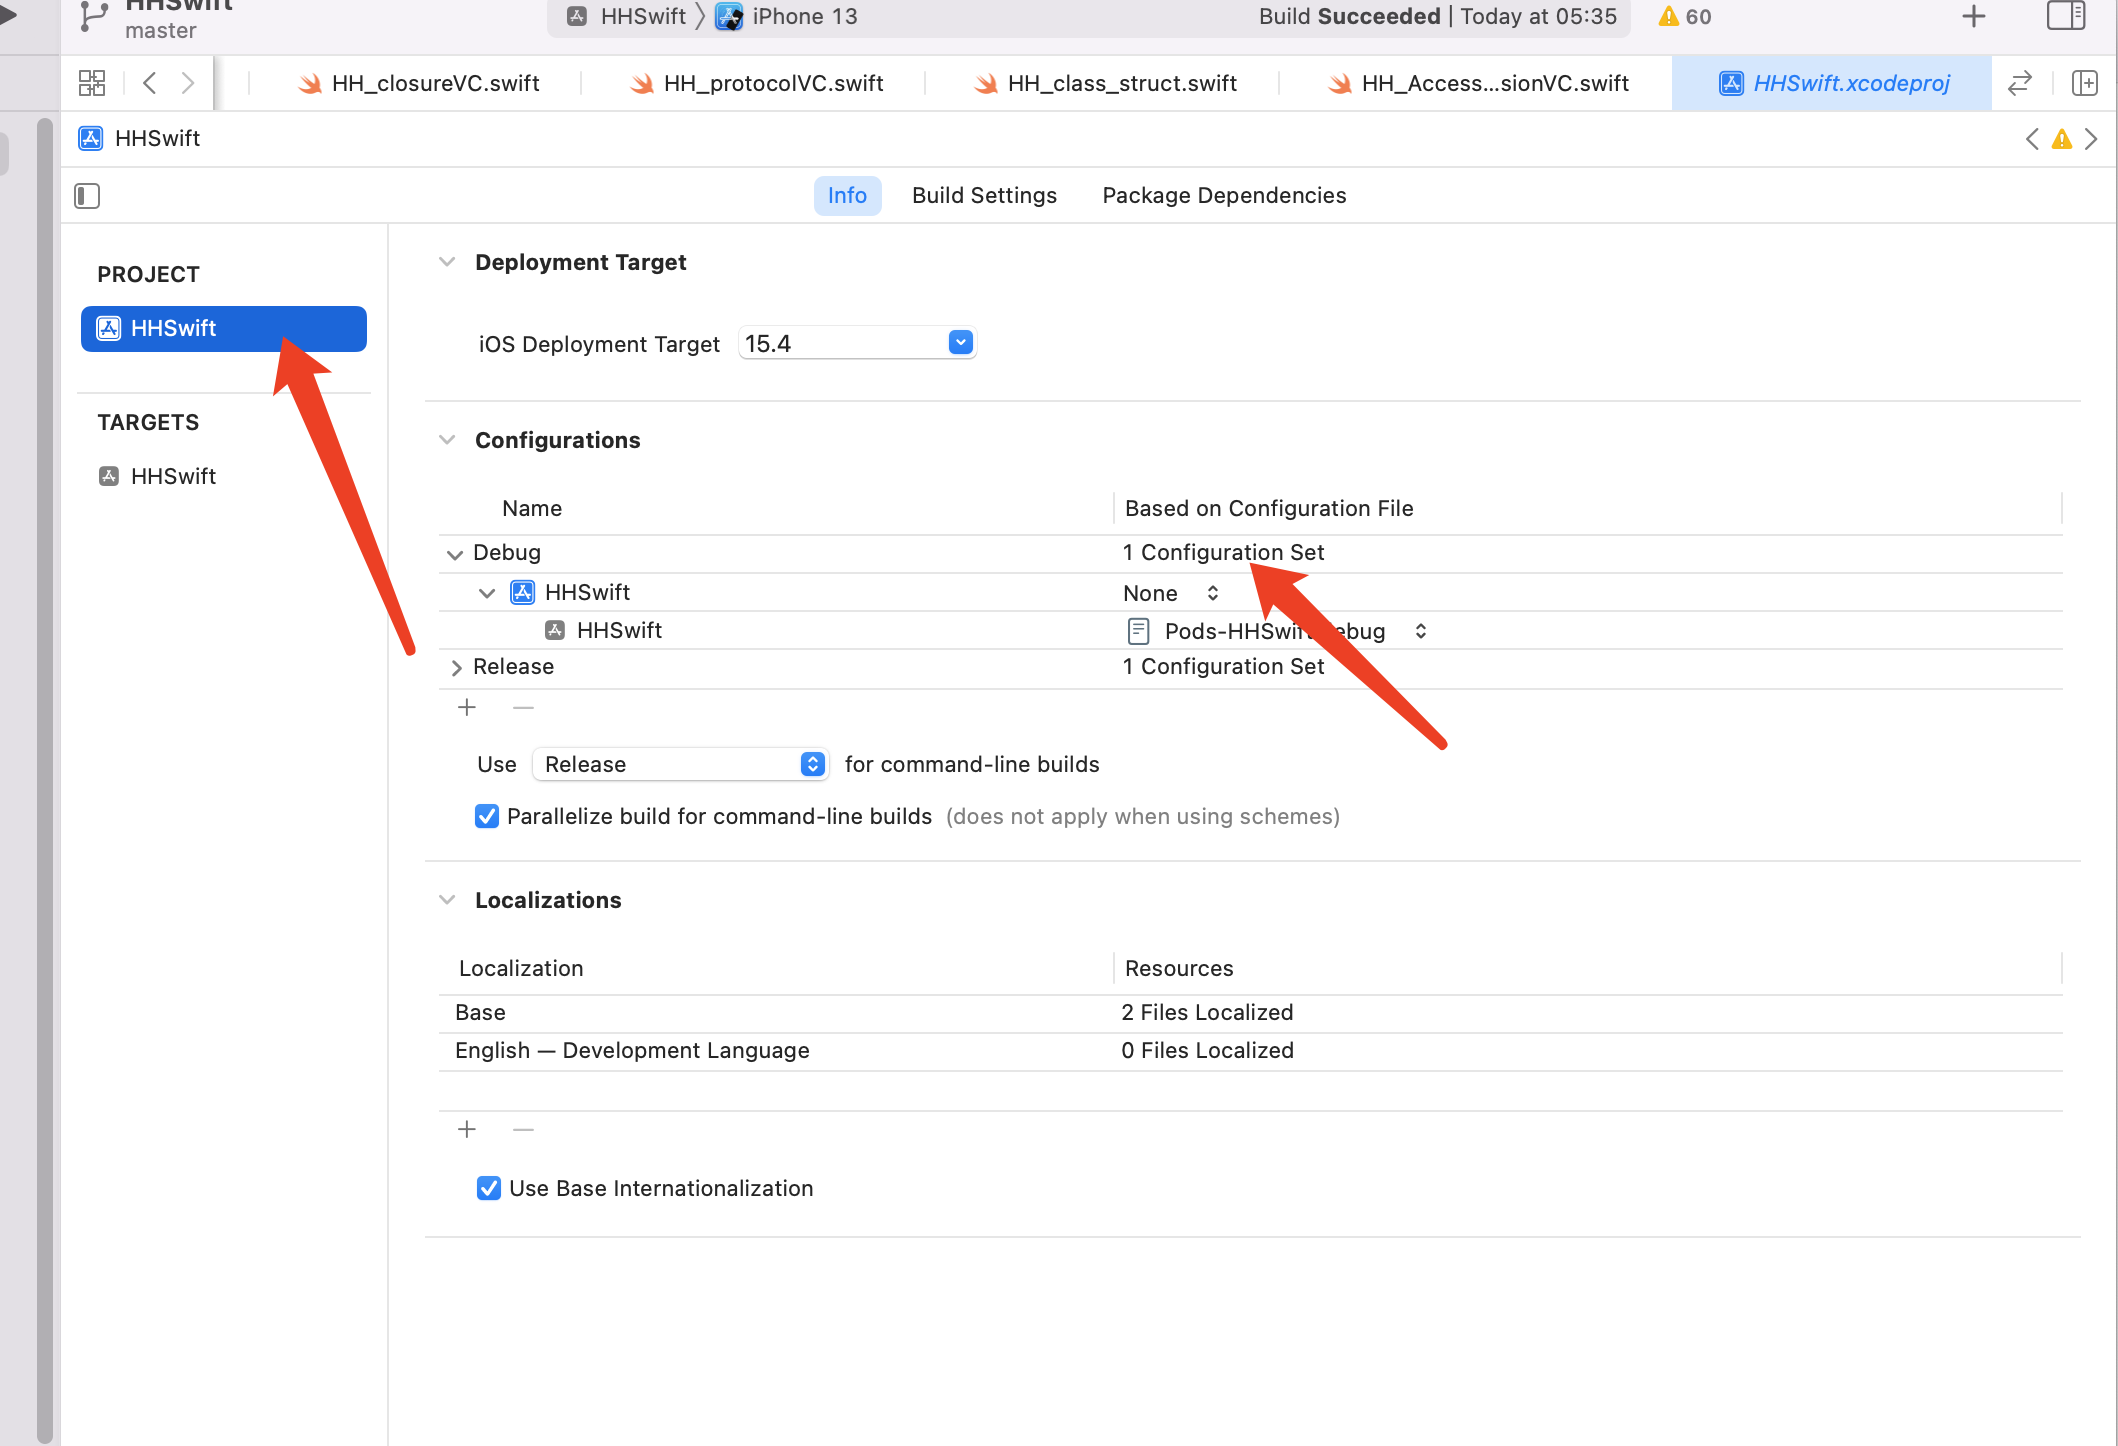 HHSwift
master
HHSwift
iPhone 13
Build Succeeded | Today at 05:35
60
HH_closureVC.swift
HH_protocolVC.swift
HH_class_struct.swift
HH_Access...sionVC.swift
HHSwift.xcodeproj
HHSwift
Info
Build Settings
Package Dependencies
PROJECT
HHSwift
TARGETS
HHSwift
Deployment Target
iOS Deployment Target 15.4
Configurations
Name
Based on Configuration File
Debug
1 Configuration Set
HHSwift
None
HHSwift
Release
1 Configuration Set
Use Release for command-line builds
Parallelize build for command-line builds (does not apply when using schemes)
Localizations
Localization
Resources
Base
2 Files Localized
English — Development Language
0 Files Localized
Use Base Internationalization